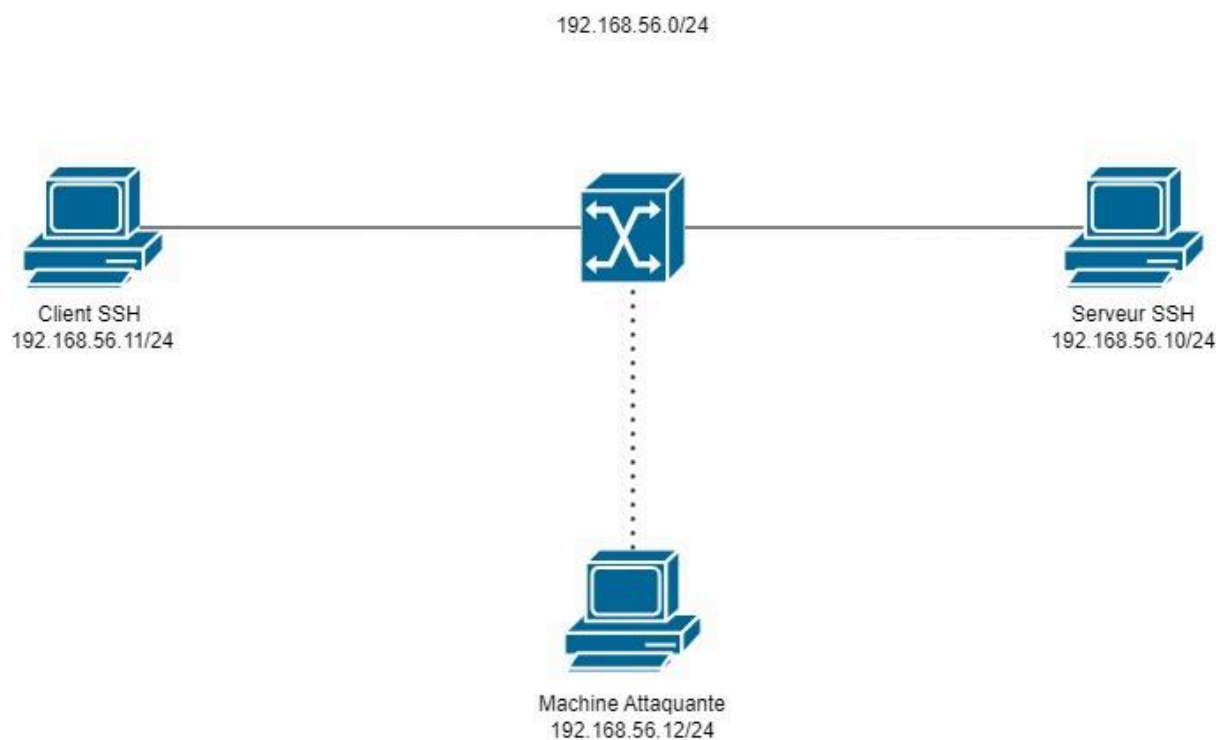 192.168.56.0/24
Client SSH
192.168.56.11/24
Serveur SSH
192.168.56.10/24
Machine Attaquante
192.168.56.12/24